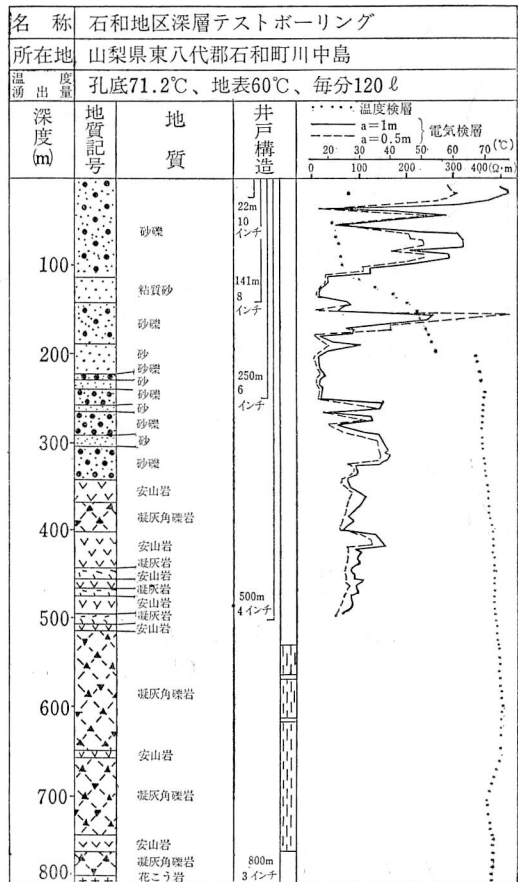 名 称 石和地区深層テストボーリング
所在地 山梨県東八代郡石和町川中島
温度湧出量 孔底71.2℃、地表60℃、毎分120ℓ
深度(m) 地質記号 地質 井戸構造
温度検層
a=1m
a=0.5m
電気検層
20 30 40 50 60 70 (℃)
0 100 200 300 400 (Ω·m)
22m
10
インチ
砂礫
100
粘質砂
141m
8
インチ
砂礫
200
砂
砂礫
砂
250m
6
インチ
砂礫
砂
砂礫
300
砂
砂礫
安山岩
凝灰角礫岩
400
安山岩
凝灰岩
安山岩
凝灰岩
安山岩
500m
4インチ
凝灰岩
500
安山岩
凝灰角礫岩
600
安山岩
凝灰角礫岩
700
安山岩
凝灰角礫岩
800m
3インチ
800
花こう岩